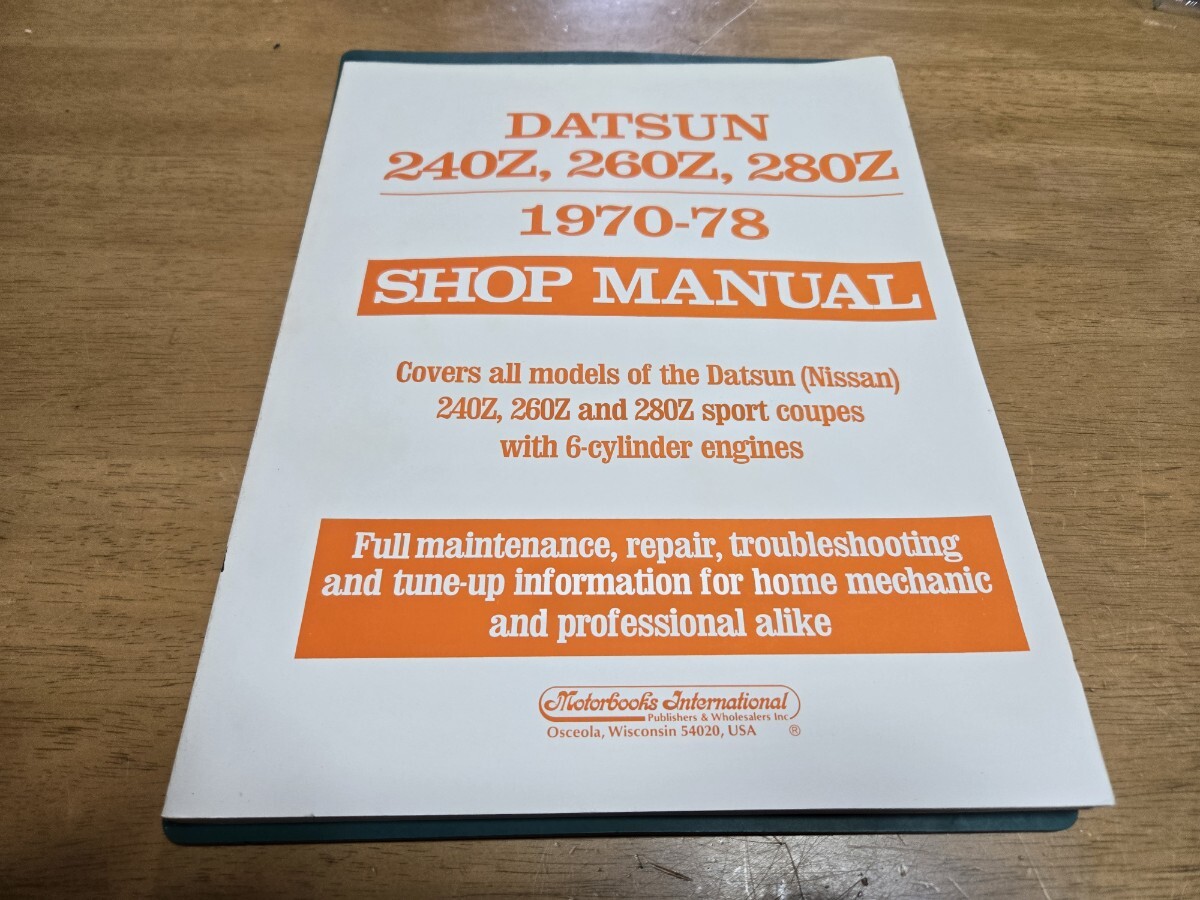 DATSUN
240Z, 260Z, 280Z
1970-78
SHOP MANUAL
Covers all models of the Datsun (Nissan)
240Z, 260Z and 280Z sport coupes
with 6-cylinder engines
Full maintenance, repair, troubleshooting
and tune-up information for home mechanic
and professional alike
Motorbooks International
Publishers & Wholesalers Inc
Osceola, Wisconsin 54020, USA ®